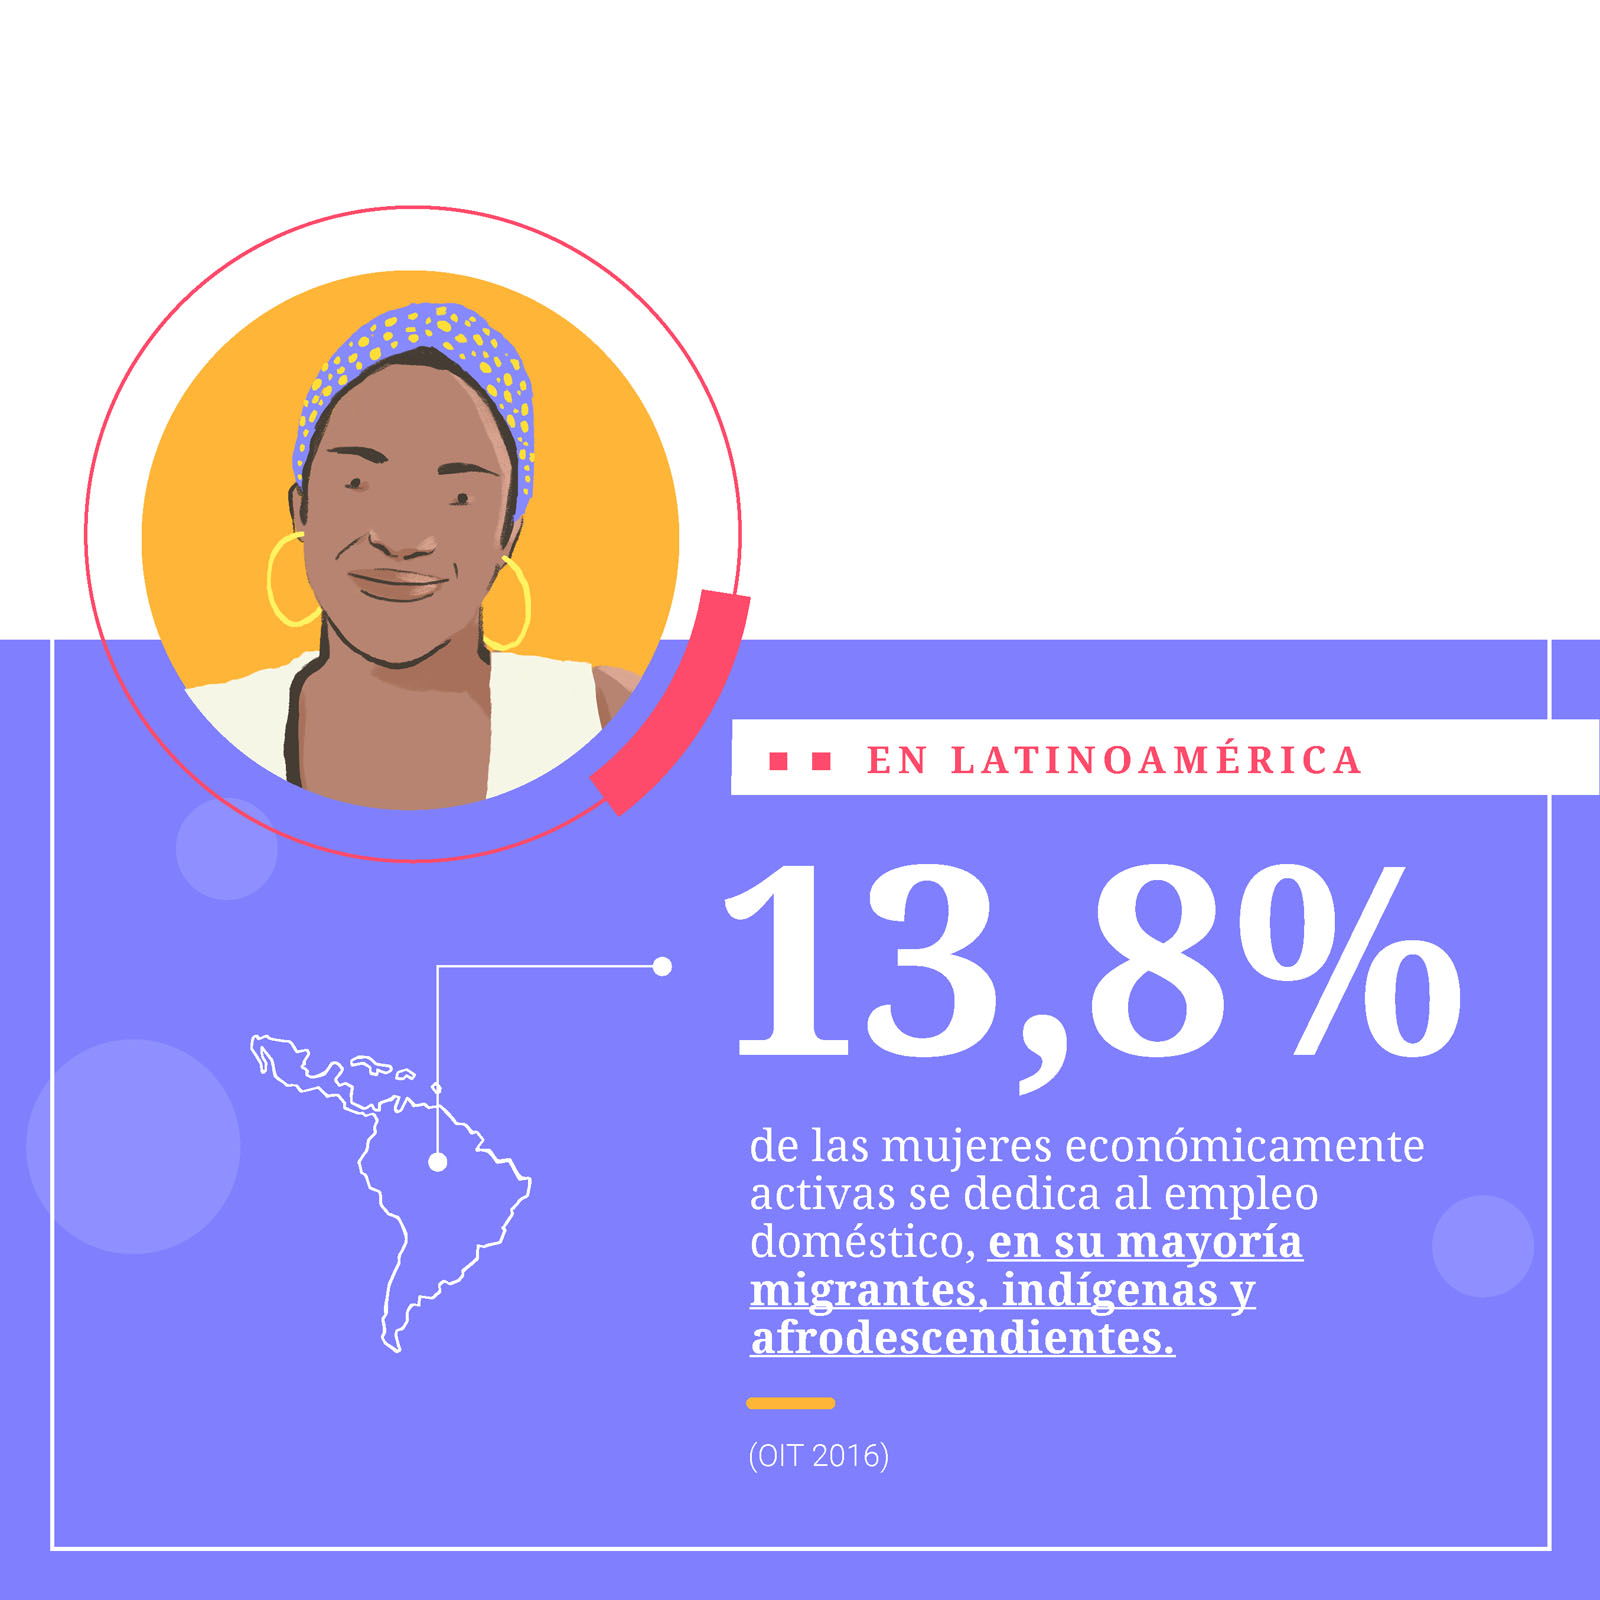 EN LATINOAMÉRICA
13,8%
de las mujeres económicamente
activas se dedica al empleo
doméstico, en su mayoría
migrantes, indígenas y
afrodescendientes.
(OIT 2016)